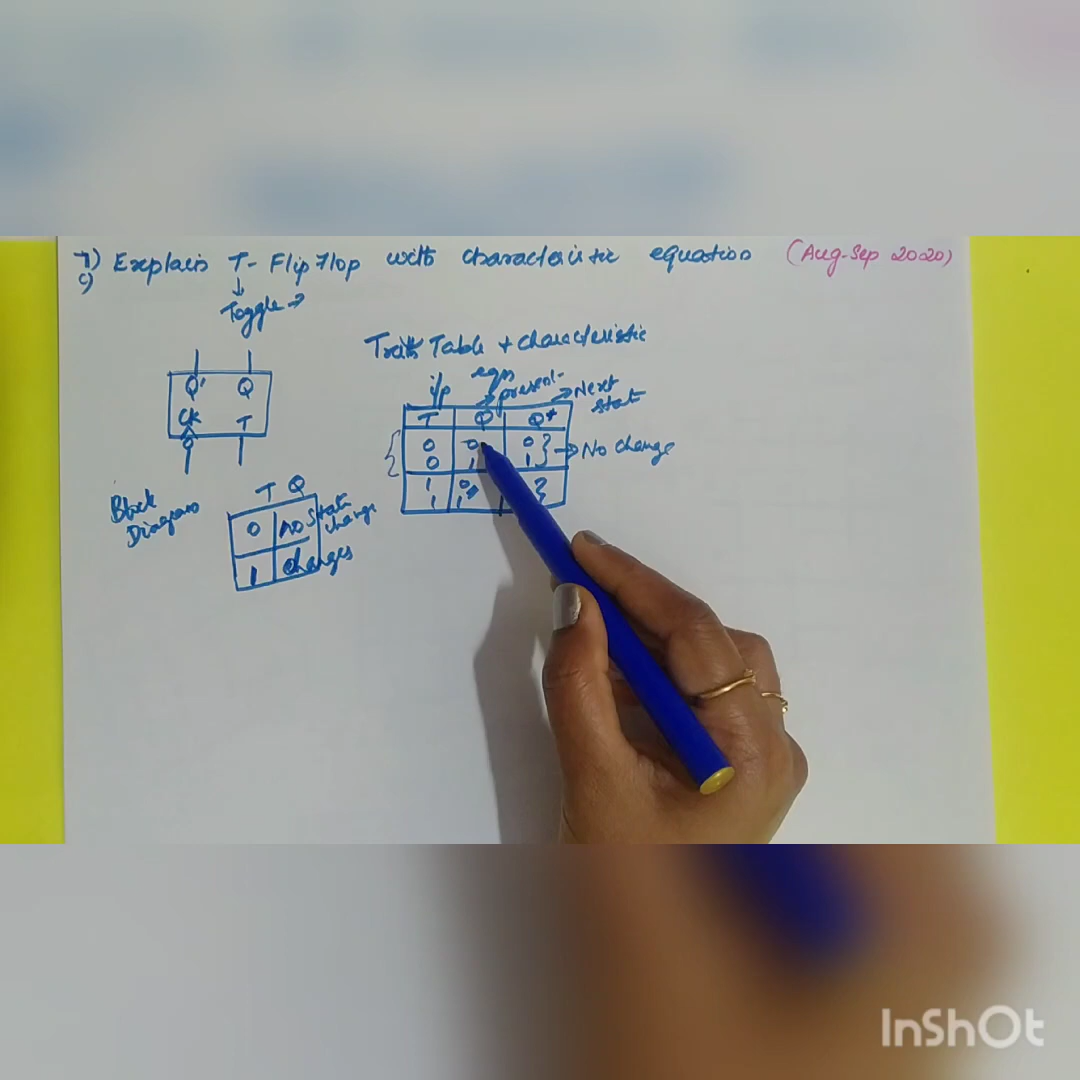 7) Explain T- Flip Flop with characteristic equation (Aug-Sep 2020)
c)
Toggle
Truth Table + characteristic
eqn
i/p present Next
state
Q' Q
CK T
T Q Q+
0 0 0
0 1 1
No change
1 0
1 1
Block
Diagram
T Q
0 no state change
1 changes
InShOt